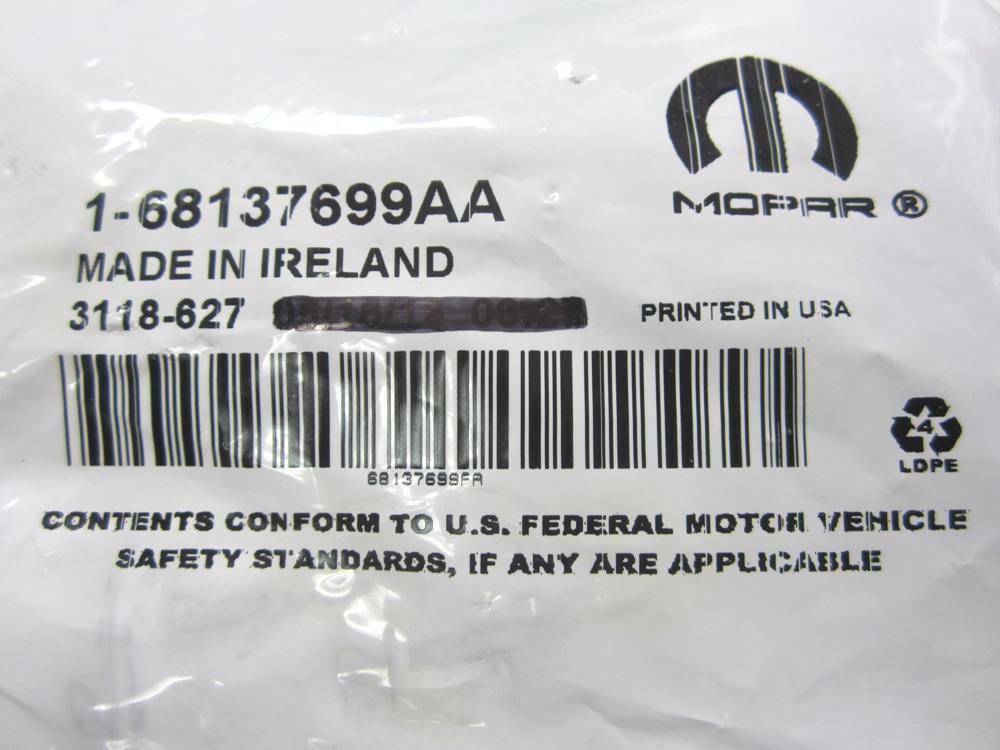 MOPAR ®
1-68137699AA
MADE IN IRELAND
3118-627
PRINTED IN USA
68137699AA
4
LDPE
CONTENTS CONFORM TO U.S. FEDERAL MOTOR VEHICLE
SAFETY STANDARDS, IF ANY ARE APPLICABLE